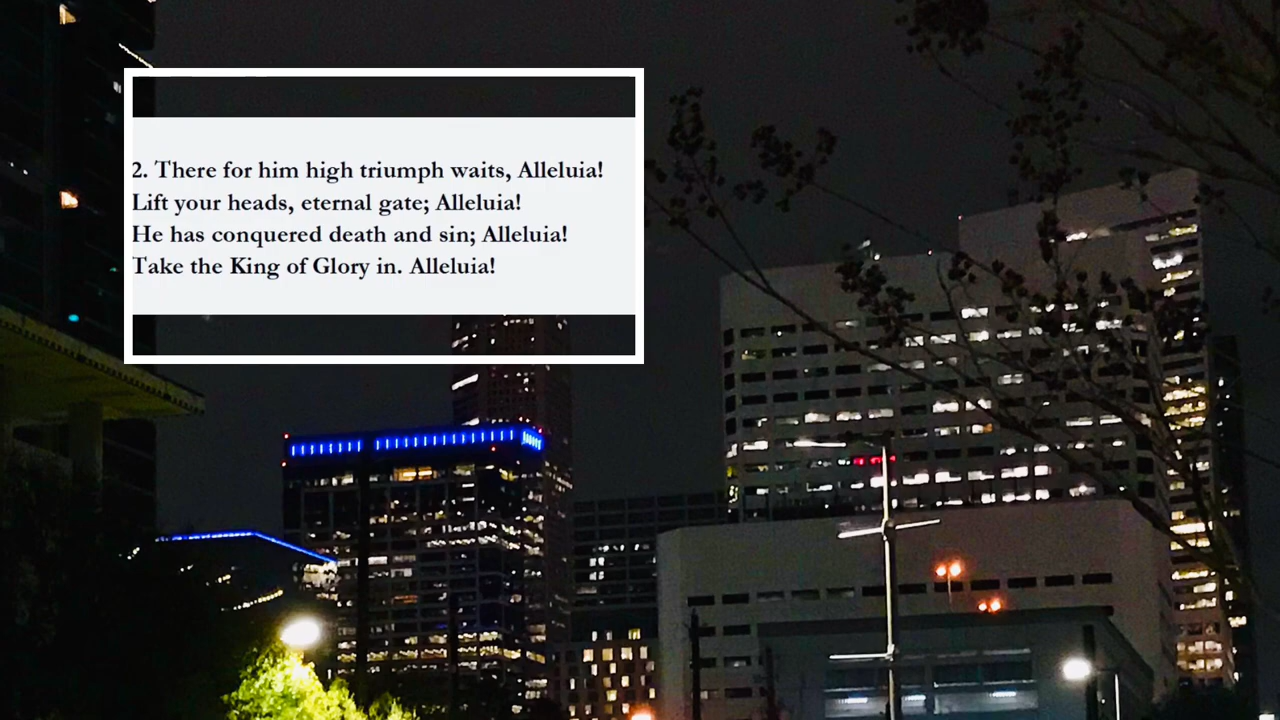 2. There for him high triumph waits, Alleluia!
Lift your heads, eternal gate; Alleluia!
He has conquered death and sin; Alleluia!
Take the King of Glory in. Alleluia!